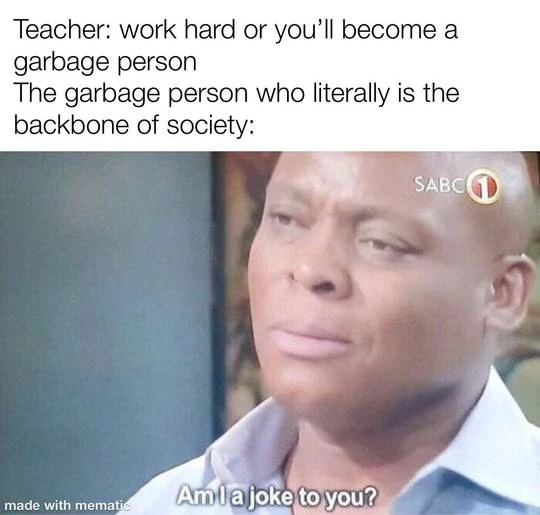 Teacher: work hard or you’ll become a
garbage person
The garbage person who literally is the
backbone of society:
SABC 1
Am I a joke to you?
made with mematic